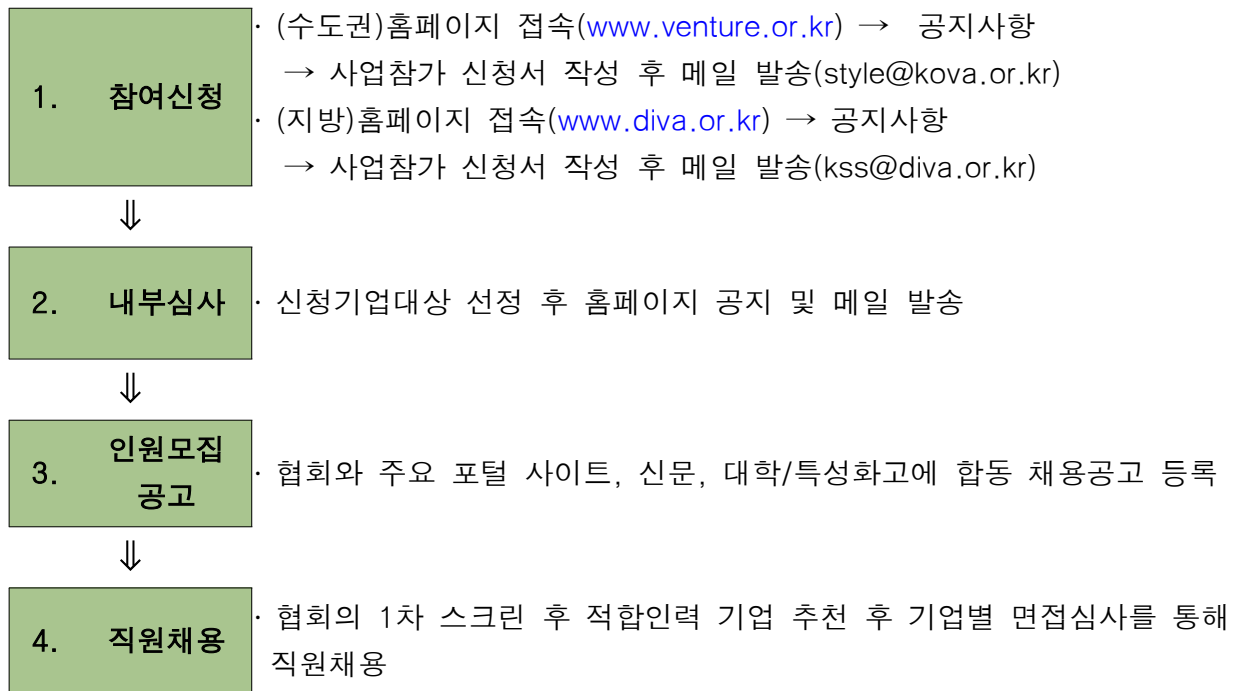 · (수도권)홈페이지 접속(www.venture.or.kr) → 공지사항
→ 사업참가 신청서 작성 후 메일 발송(style@kova.or.kr)
1. 참여신청
· (지방)홈페이지 접속(www.diva.or.kr) → 공지사항
→ 사업참가 신청서 작성 후 메일 발송(kss@diva.or.kr)
⇓
2. 내부심사 · 신청기업대상 선정 후 홈페이지 공지 및 메일 발송
⇓
3. 인원모집
공고
· 협회와 주요 포털 사이트, 신문, 대학/특성화고에 합동 채용공고 등록
⇓
4. 직원채용
· 협회의 1차 스크린 후 적합인력 기업 추천 후 기업별 면접심사를 통해
직원채용